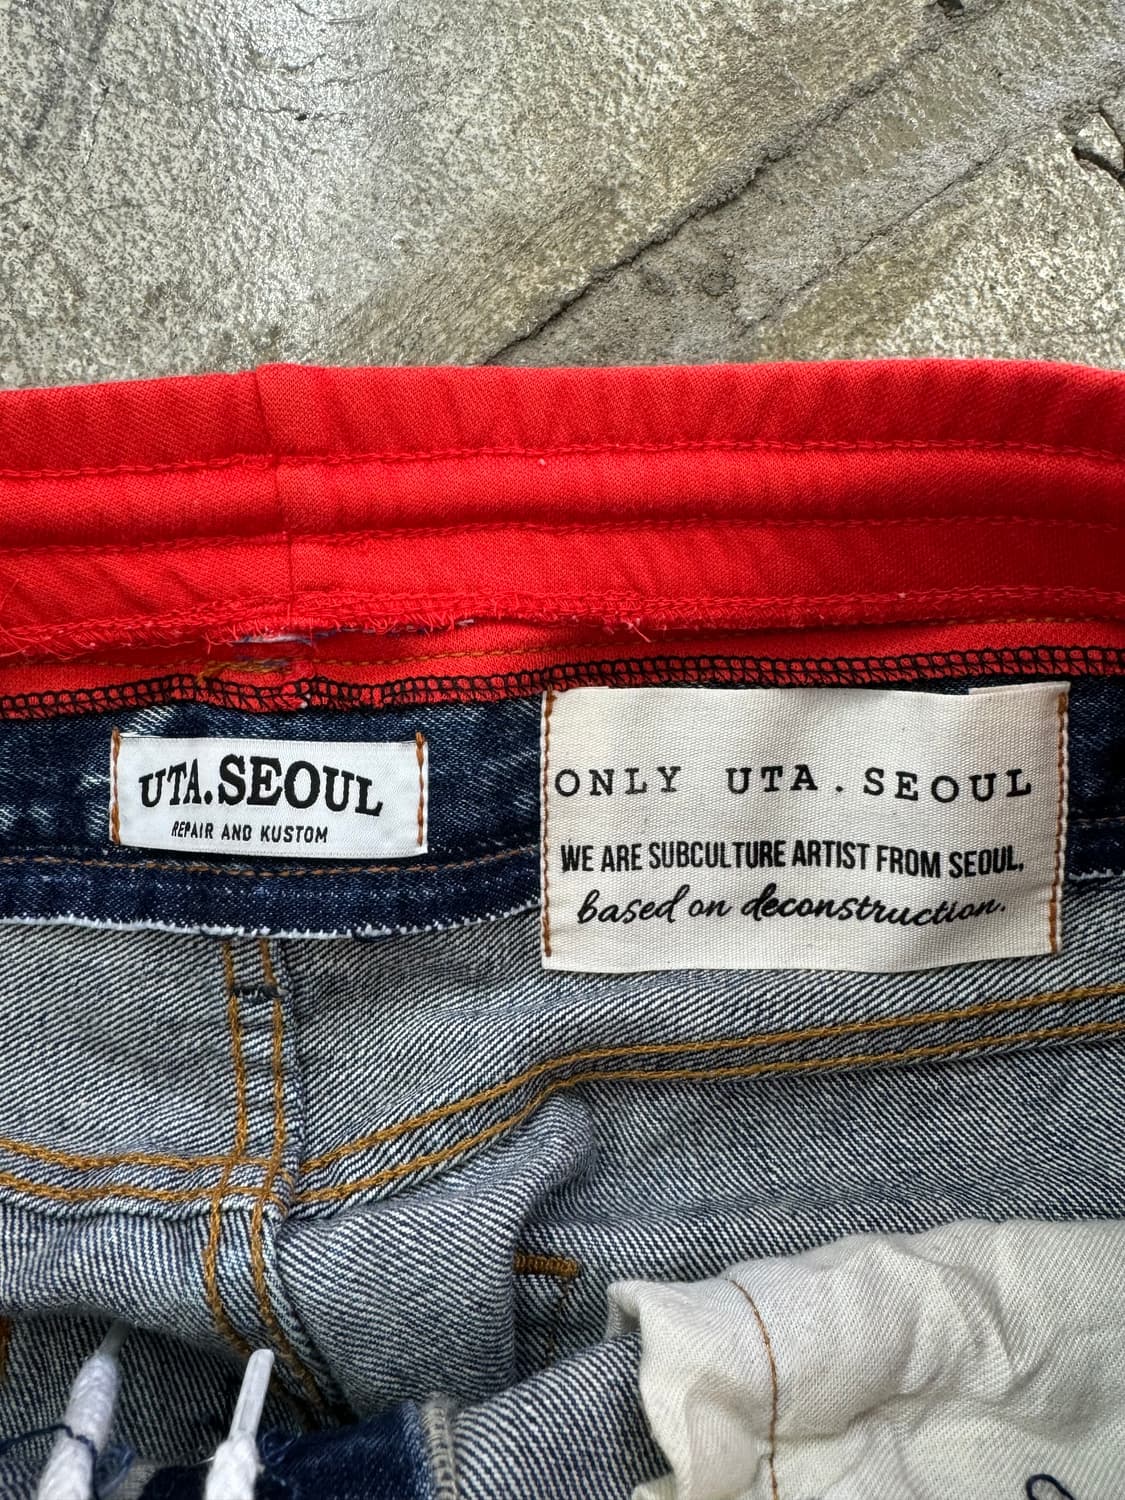 UTA.SEOUL
REPAIR AND KUSTOM
ONLY UTA.SEOUL
WE ARE SUBCULTURE ARTIST FROM SEOUL.
based on deconstruction.